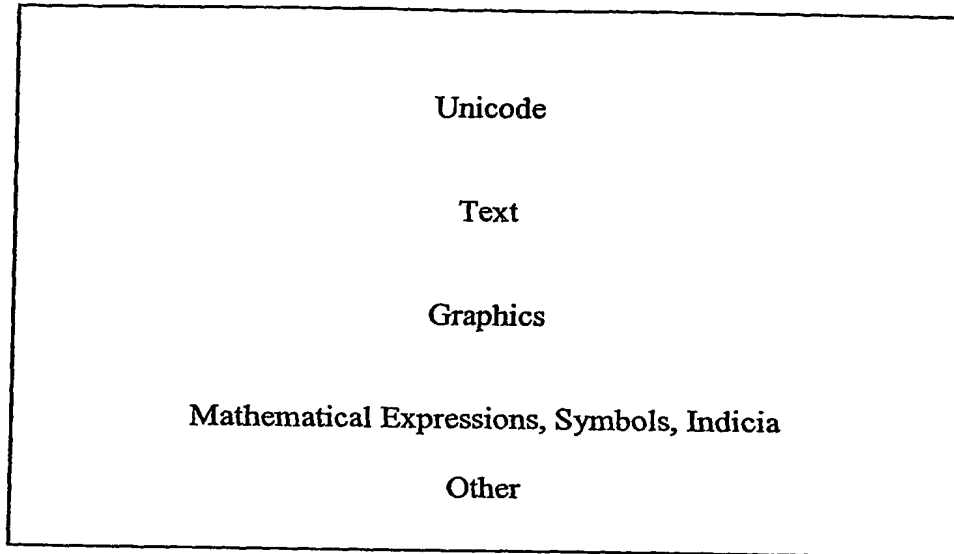 Unicode
Text
Graphics
Mathematical Expressions, Symbols, Indicia
Other